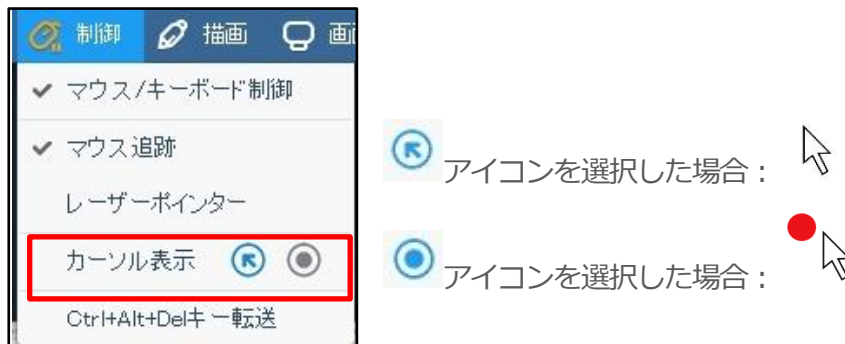 制御 描画
マウス/キーボード制御
マウス追跡
レーザーポインター
カーソル表示
Ctrl+Alt+Delキー転送
アイコンを選択した場合：
アイコンを選択した場合：